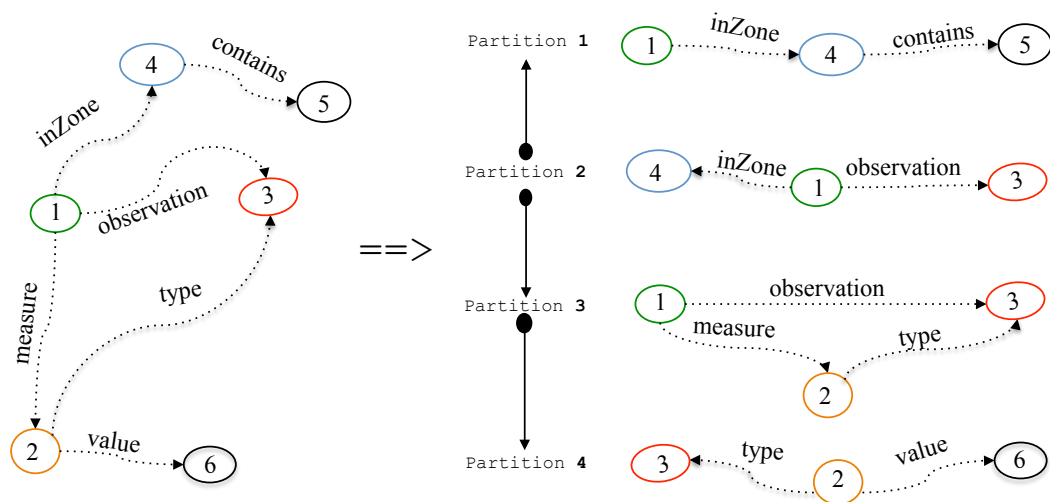 4
contains
5
inZone
1
observation
3
measure
type
2
value
6
==>
Partition 1
Partition 2
Partition 3
Partition 4
1 inZone 4 contains 5
4 inZone 1 observation 3
1 observation 3
measure type
2
3 type 2 value 6